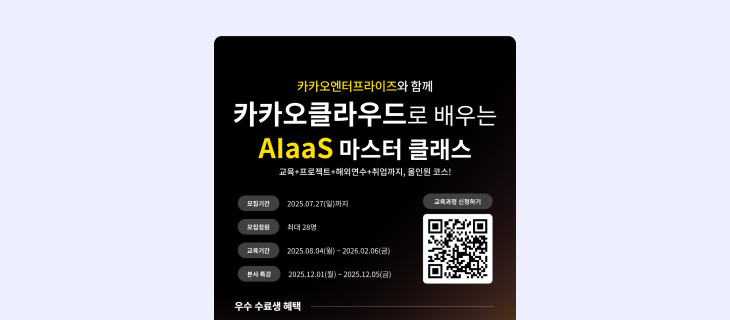 카카오엔터프라이즈와 함께
카카오클라우드로 배우는
AIaaS 마스터 클래스
교육+프로젝트+해외연수+취업까지, 올인원 코스!
모집기간 2025.07.27(일)까지
모집정원 최대 28명
교육기간 2025.08.04(월) ~ 2026.02.06(금)
본사 특강 2025.12.01(월) ~ 2025.12.05(금)
교육과정 신청하기
우수 수료생 혜택